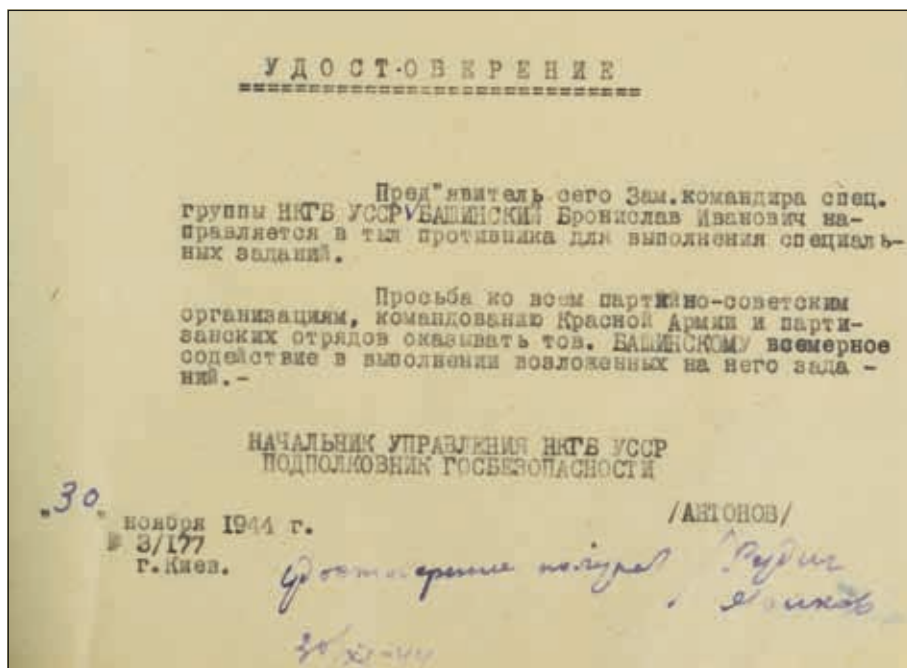 УДОСТОВЕРЕНИЕ
Пред"явитель сего Зам.командира спец.
группы НКГБ УССР БАШИНСКИЙ Бронислав Иванович на-
правляется в тыл противника для выполнения специаль-
ных заданий.
Просьба ко всем партийно-советским
организациям, командованию Красной Армии и парти-
занских отрядов оказывать тов. БАШИНСКОМУ всемерное
содействие в выполнении возложенных на него зада -
ний.-
НАЧАЛЬНИК УПРАВЛЕНИЯ НКГБ УССР
ПОДПОЛКОВНИК ГОСБЕЗОПАСНОСТИ
"30"
ноября 1944 г.
/АНТОНОВ/
№ 3/177
г.Киев.
Удостоверение получил
30/XI-44